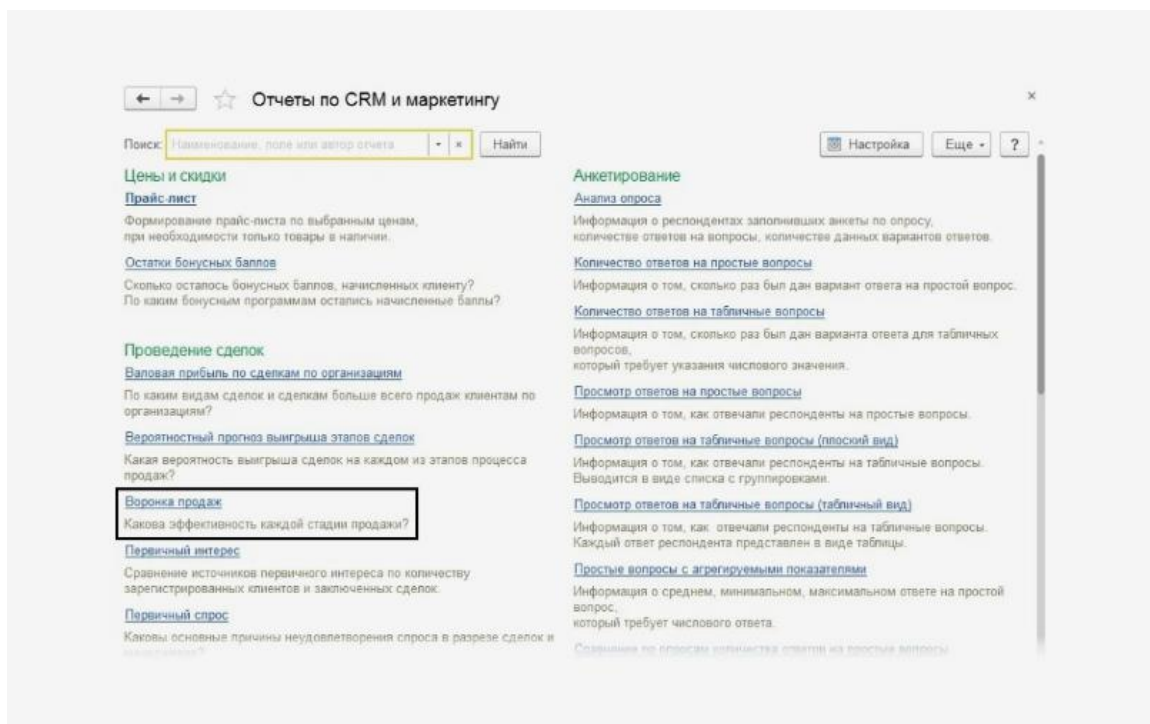 Отчеты по CRM и маркетингу
Поиск: Наименование, поле или автор отчета
Найти
Настройка
Еще
?
Цены и скидки
Прайс-лист
Формирование прайс-листа по выбранным ценам,
при необходимости только товары в наличии.
Остатки бонусных баллов
Сколько осталось бонусных баллов, начисленных клиенту?
По каким бонусным программам остались начисленные баллы?
Проведение сделок
Валовая прибыль по сделкам по организациям
По каким видам сделок и сделкам больше всего продаж клиентам по
организациям?
Вероятностный прогноз выигрыша этапов сделок
Какая вероятность выигрыша сделок на каждом из этапов процесса
продаж?
Воронка продаж
Какова эффективность каждой стадии продажи?
Первичный интерес
Сравнение источников первичного интереса по количеству
зарегистрированных клиентов и заключенных сделок.
Первичный спрос
Каковы основные причины неудовлетворения спроса в разрезе сделок и
Анкетирование
Анализ опроса
Информация о респондентах заполнивших анкеты по опросу,
количестве ответов на вопросы, количестве данных вариантов ответов.
Количество ответов на простые вопросы
Информация о том, сколько раз был дан вариант ответа на простой вопрос.
Количество ответов на табличные вопросы
Информация о том, сколько раз был дан варианта ответа для табличных
вопросов,
который требует указания числового значения.
Просмотр ответов на простые вопросы
Информация о том, как отвечали респонденты на простые вопросы.
Просмотр ответов на табличные вопросы (плоский вид)
Информация о том, как отвечали респонденты на табличные вопросы.
Выводится в виде списка с группировками.
Просмотр ответов на табличные вопросы (табличный вид)
Информация о том, как отвечали респонденты на табличные вопросы.
Каждый ответ респондента представлен в виде таблицы.
Простые вопросы с агрегируемыми показателями
Информация о среднем, минимальном, максимальном ответе на простой
вопрос,
который требует числового ответа.
Сравнение по опросам количества ответов на простые вопросы